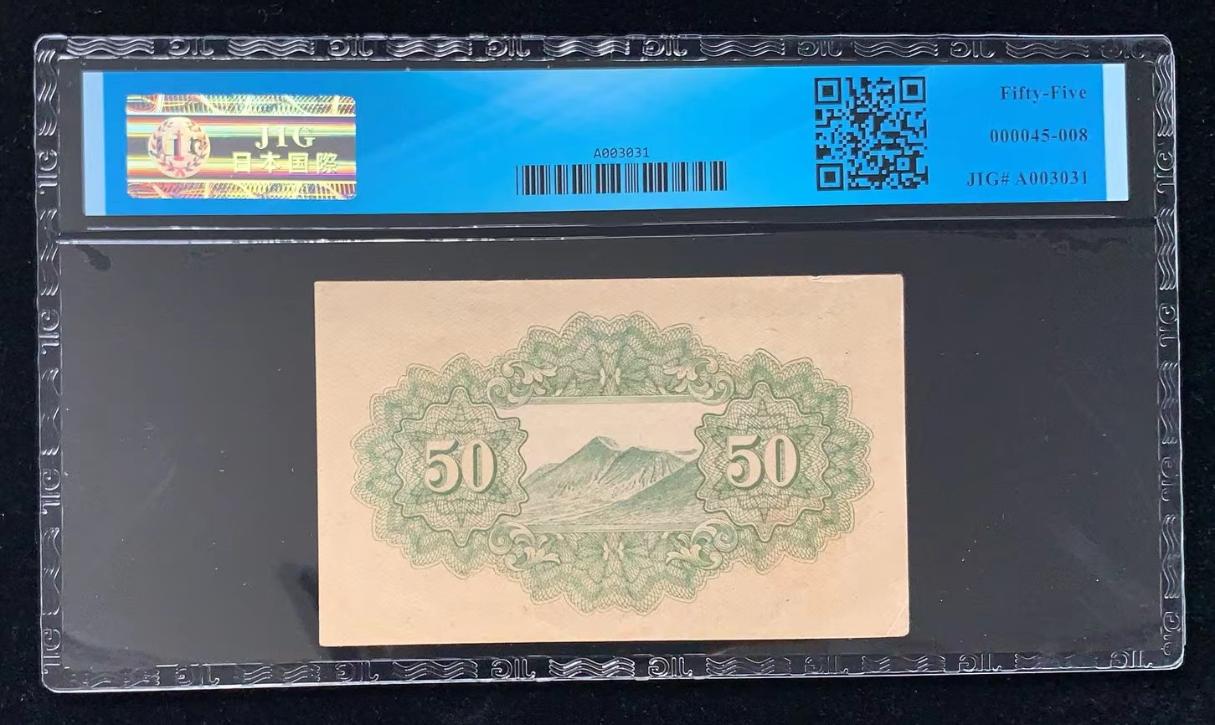 JIG
日本国際
A003031
Fifty-Five
000045-008
JIG# A003031
50
50